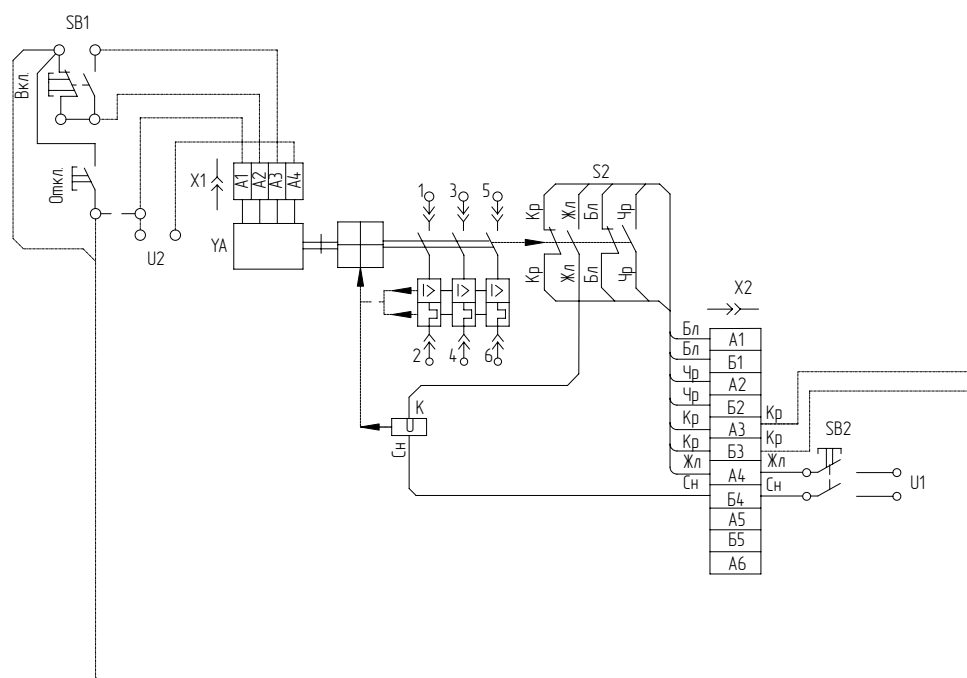 SB1
Вкл.
Откл.
X1
A1
A2
A3
A4
YA
U2
1
3
5
2
4
6
I>
I>
I>
S2
Кр
Жл
Бл
Чр
Кр
Жл
Бл
Чр
K
U
Сн
X2
Бл
A1
Бл
Б1
Чр
A2
Чр
Б2
Кр
A3
Кр
Кр
Б3
Кр
Жл
A4
Жл
Сн
Б4
Сн
A5
Б5
A6
SB2
U1